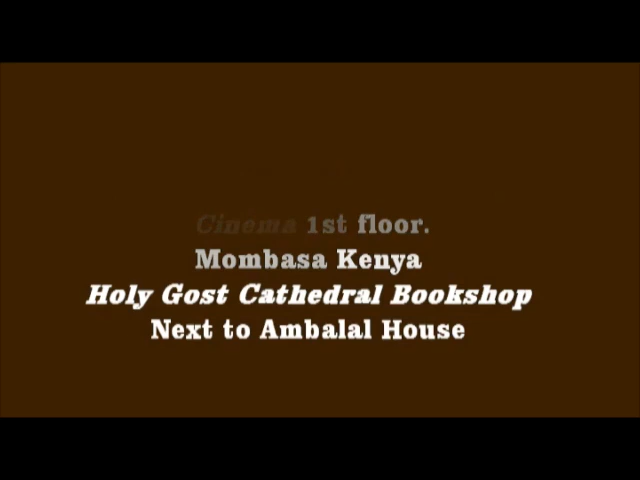 Cinema 1st floor.
Mombasa Kenya
Holy Gost Cathedral Bookshop
Next to Ambalal House